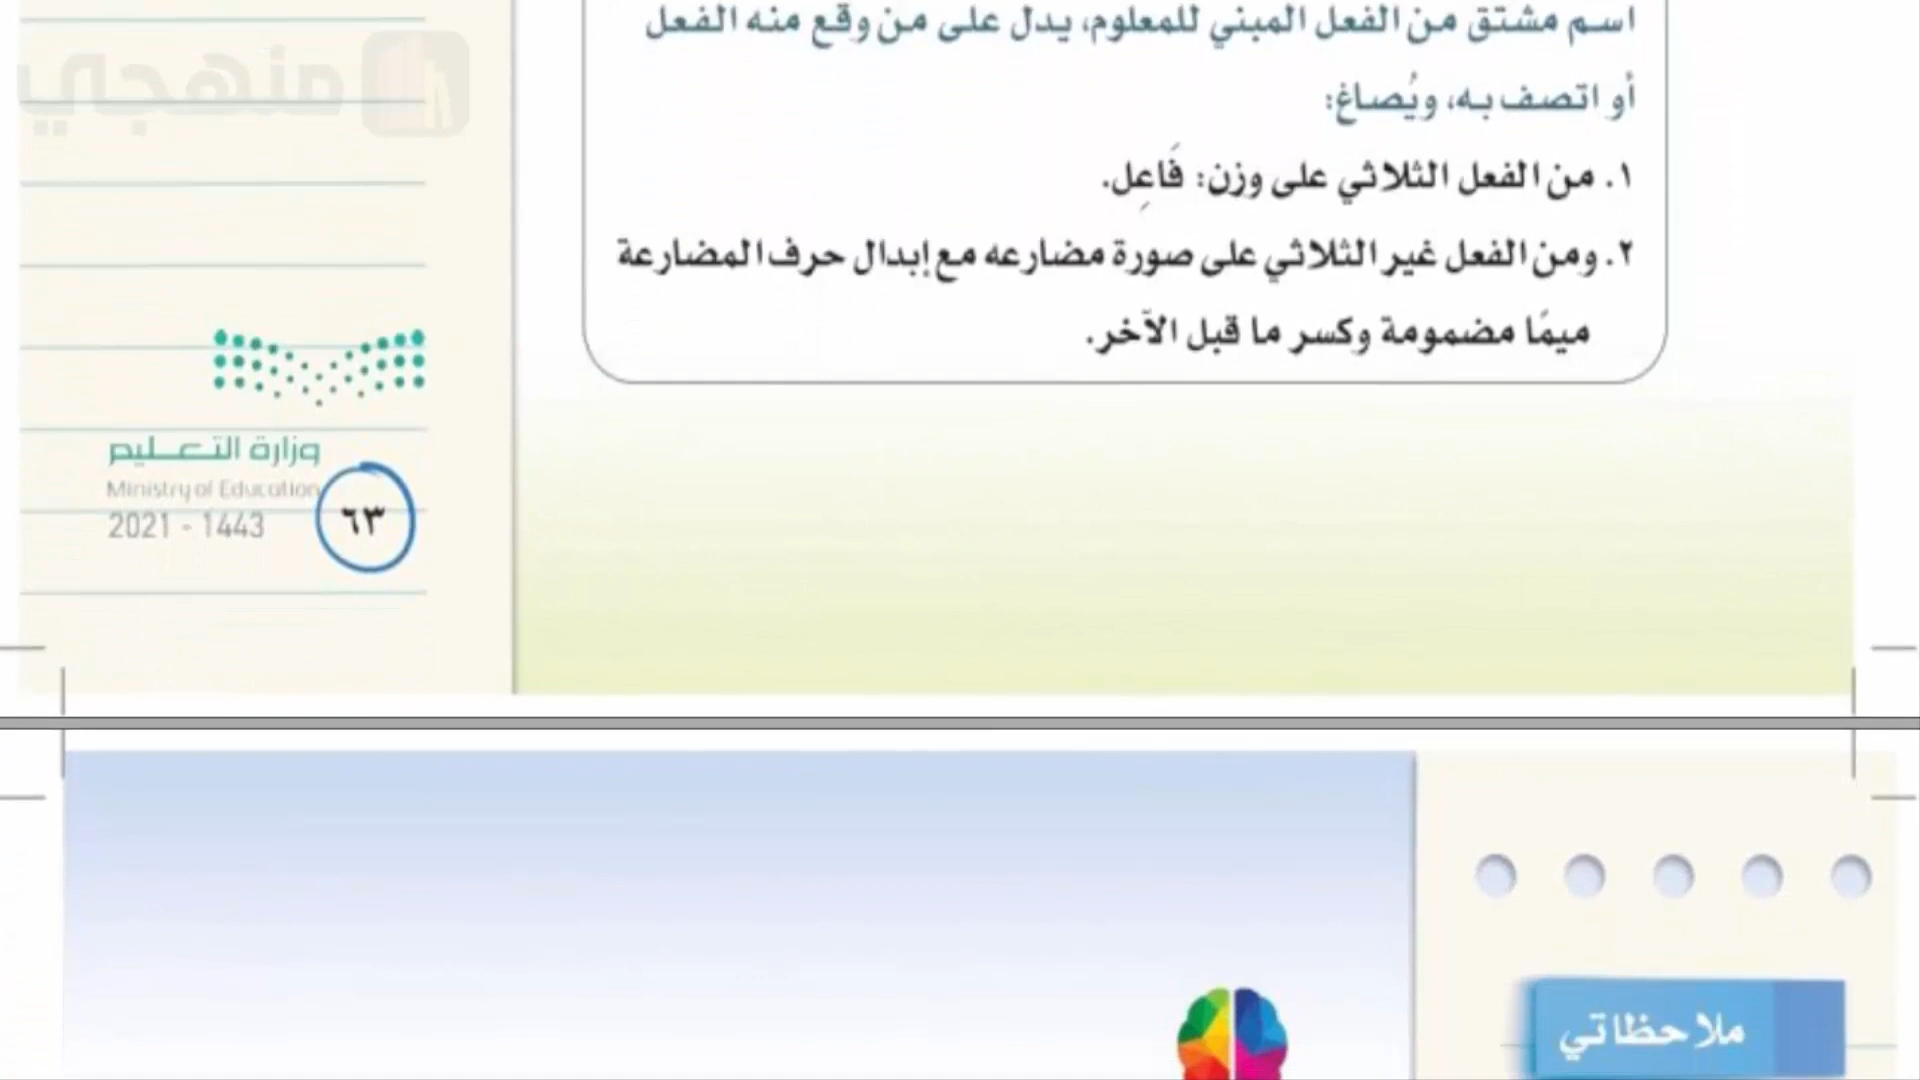 اسم مشتق من الفعل المبني للمعلوم، يدل على من وقع منه الفعل
أو اتصف به، ويُصاغ:
١. من الفعل الثلاثي على وزن: فَاعِل.
٢. ومن الفعل غير الثلاثي على صورة مضارعه مع إبدال حرف المضارعة
ميمًا مضمومة وكسر ما قبل الآخر.
منهجي
وزارة التعليم
Ministry of Education
2021 - 1443
٦٣
ملاحظاتي